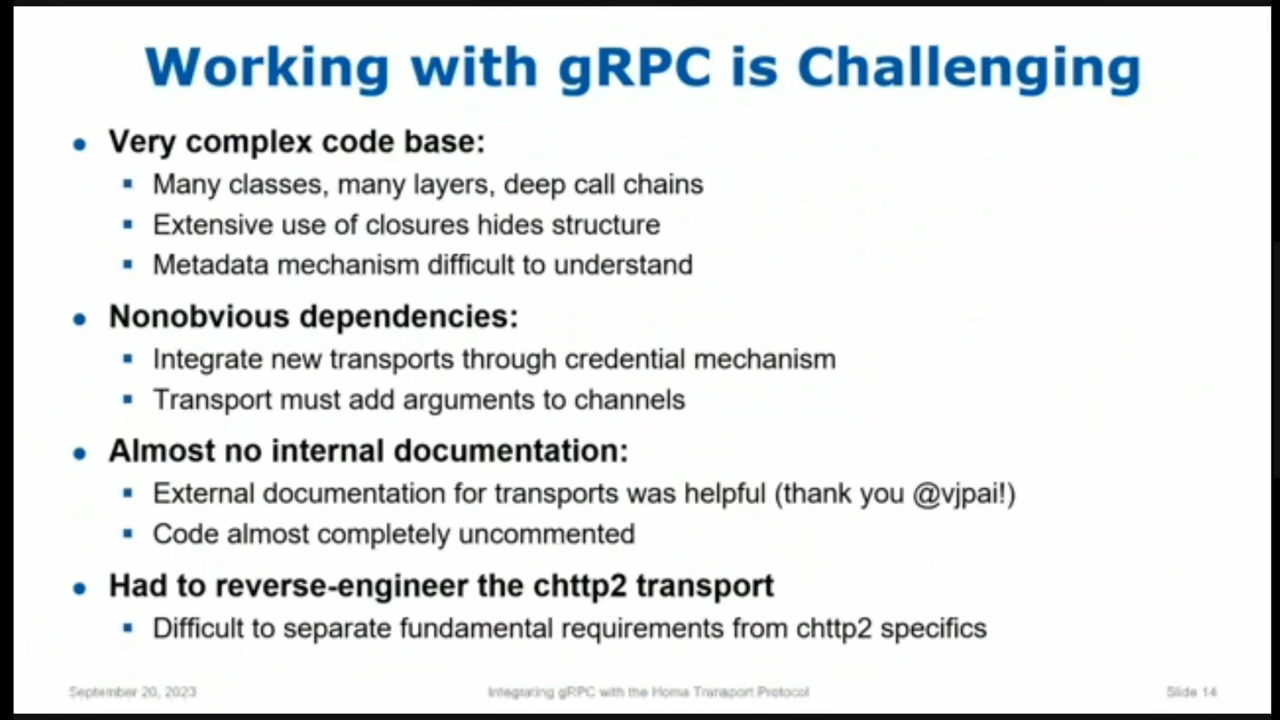 Working with gRPC is Challenging
● Very complex code base:
▪ Many classes, many layers, deep call chains
▪ Extensive use of closures hides structure
▪ Metadata mechanism difficult to understand
● Nonobvious dependencies:
▪ Integrate new transports through credential mechanism
▪ Transport must add arguments to channels
● Almost no internal documentation:
▪ External documentation for transports was helpful (thank you @vjpai!)
▪ Code almost completely uncommented
● Had to reverse-engineer the chttp2 transport
▪ Difficult to separate fundamental requirements from chttp2 specifics
September 20, 2023 Integrating gRPC with the Homa Transport Protocol Slide 14